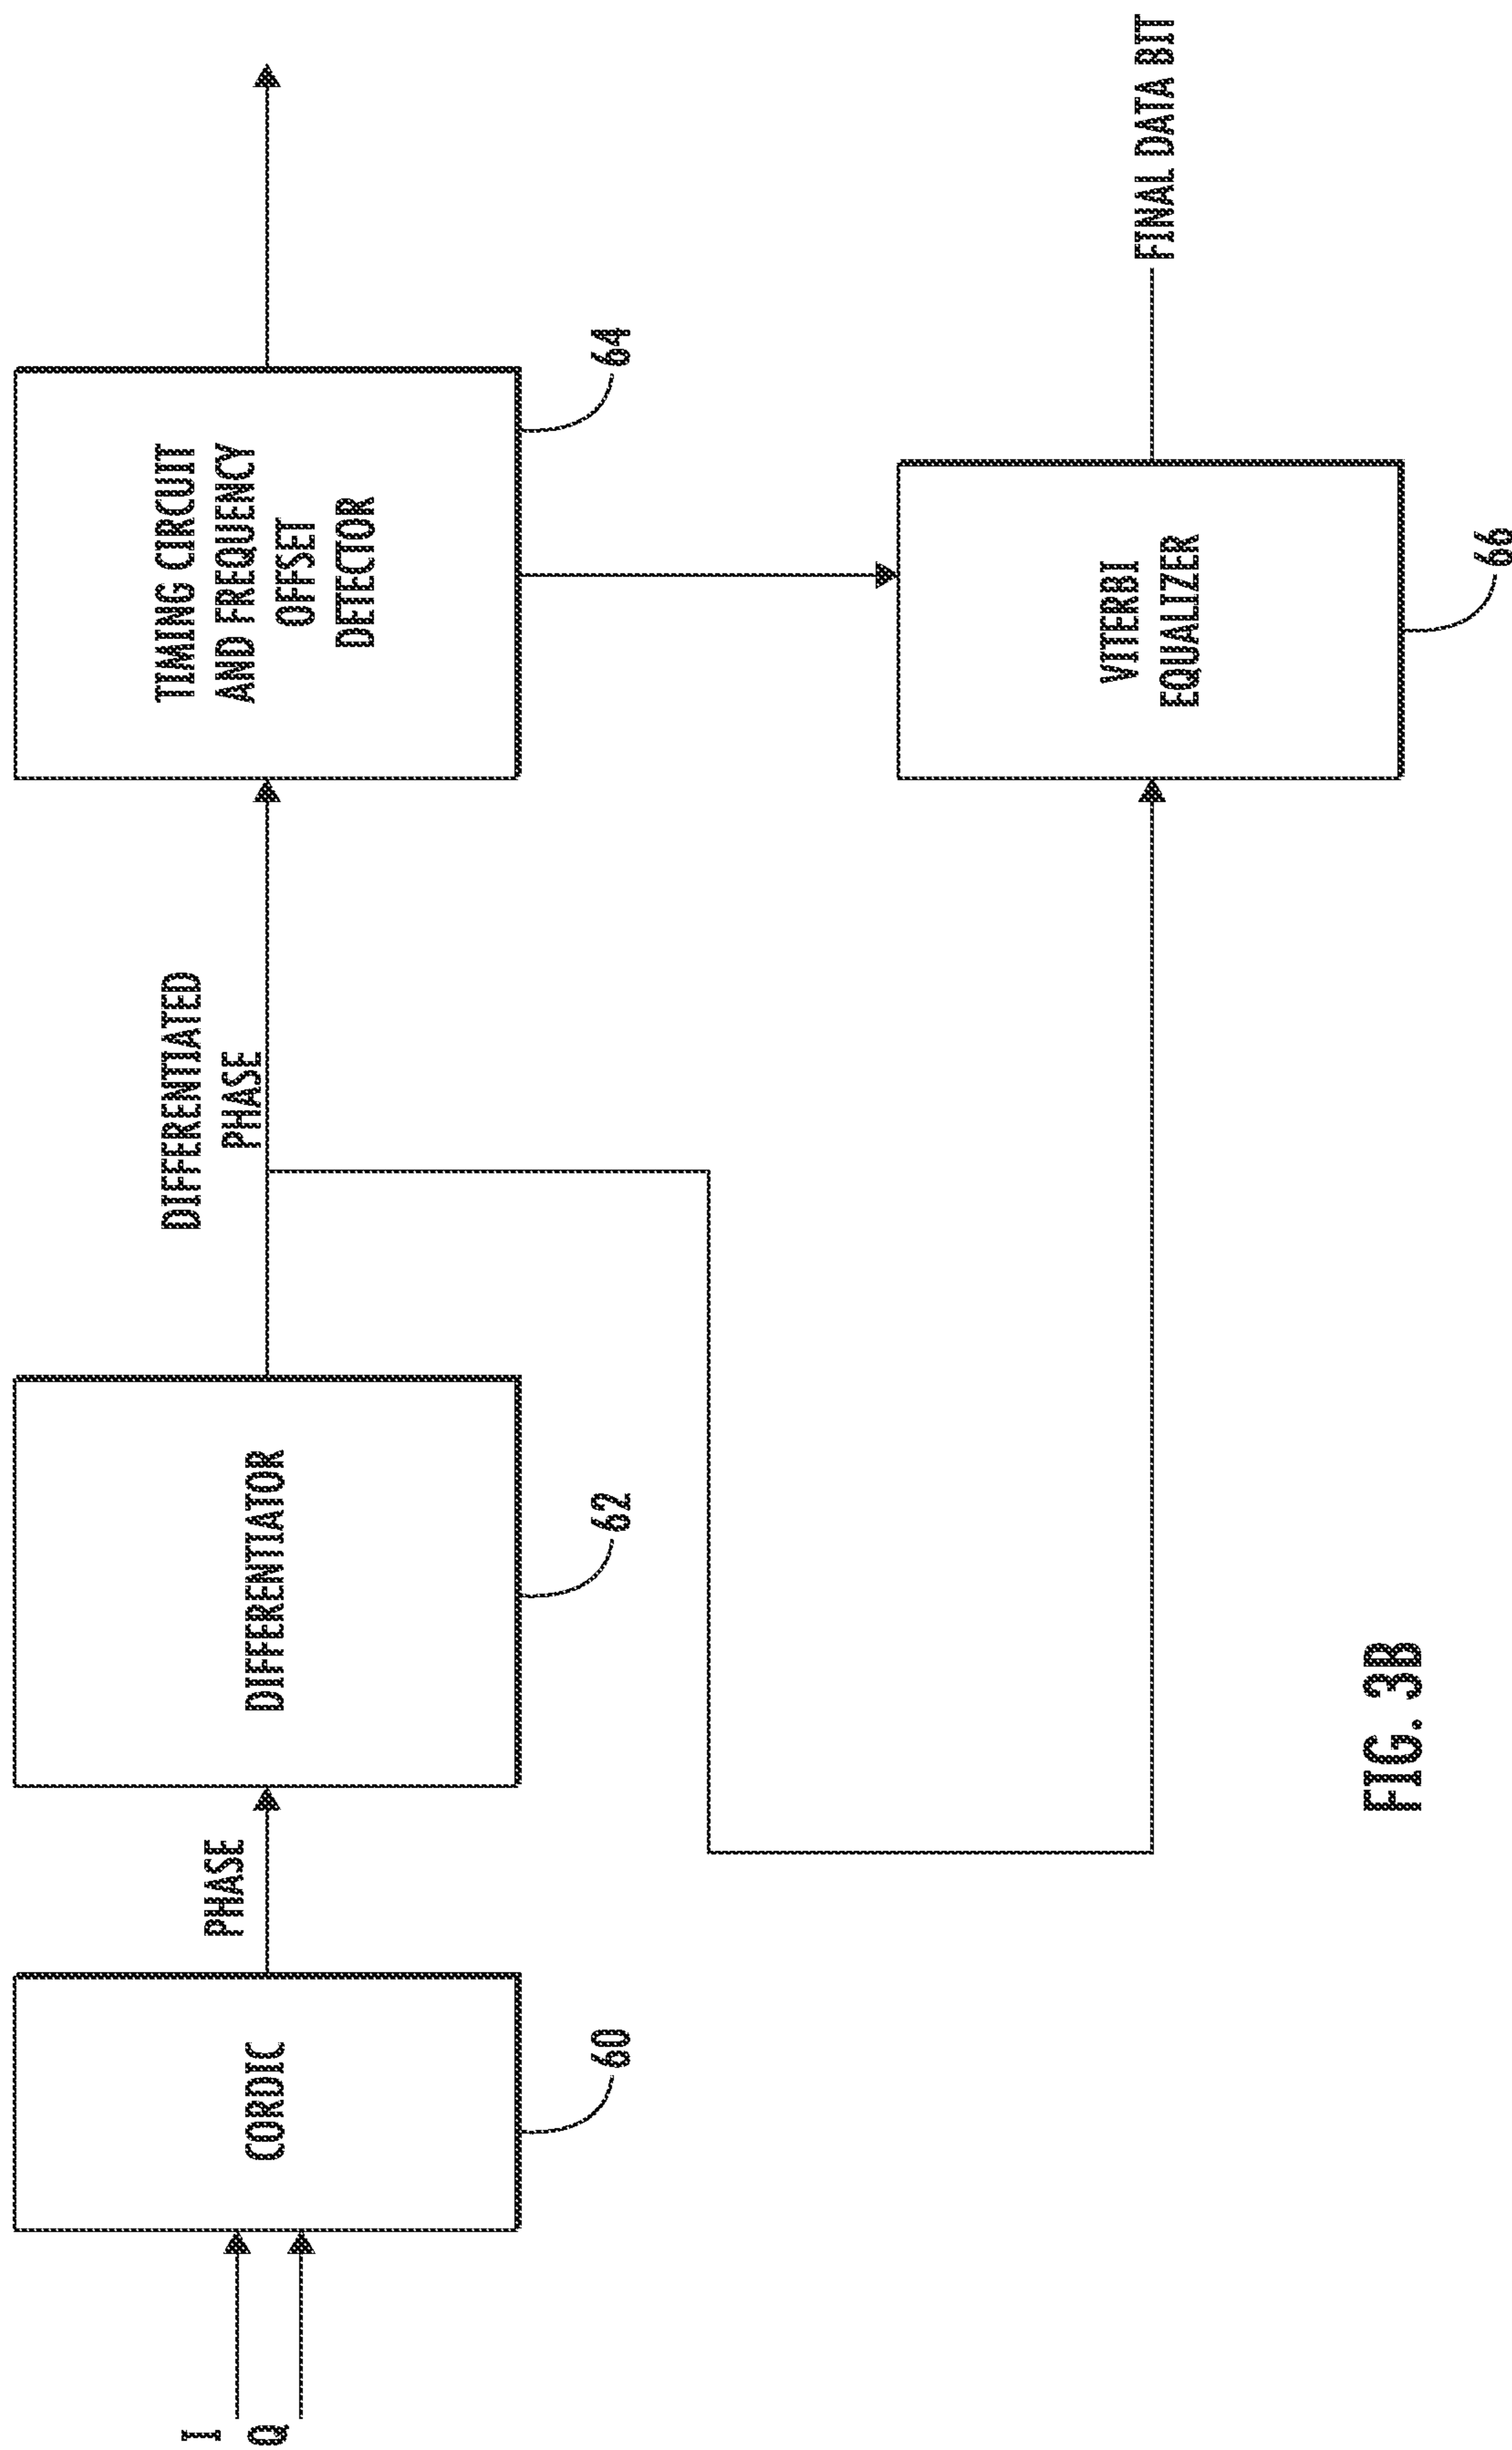 I
Q
CORDIC
60
PHASE
DIFFERENTIATOR
62
DIFFERENTIATED
PHASE
TIMING CIRCUIT
AND FREQUENCY
OFFSET
DETECTOR
64
VITERBI
EQUALIZER
66
FINAL DATA BIT
FIG. 3B